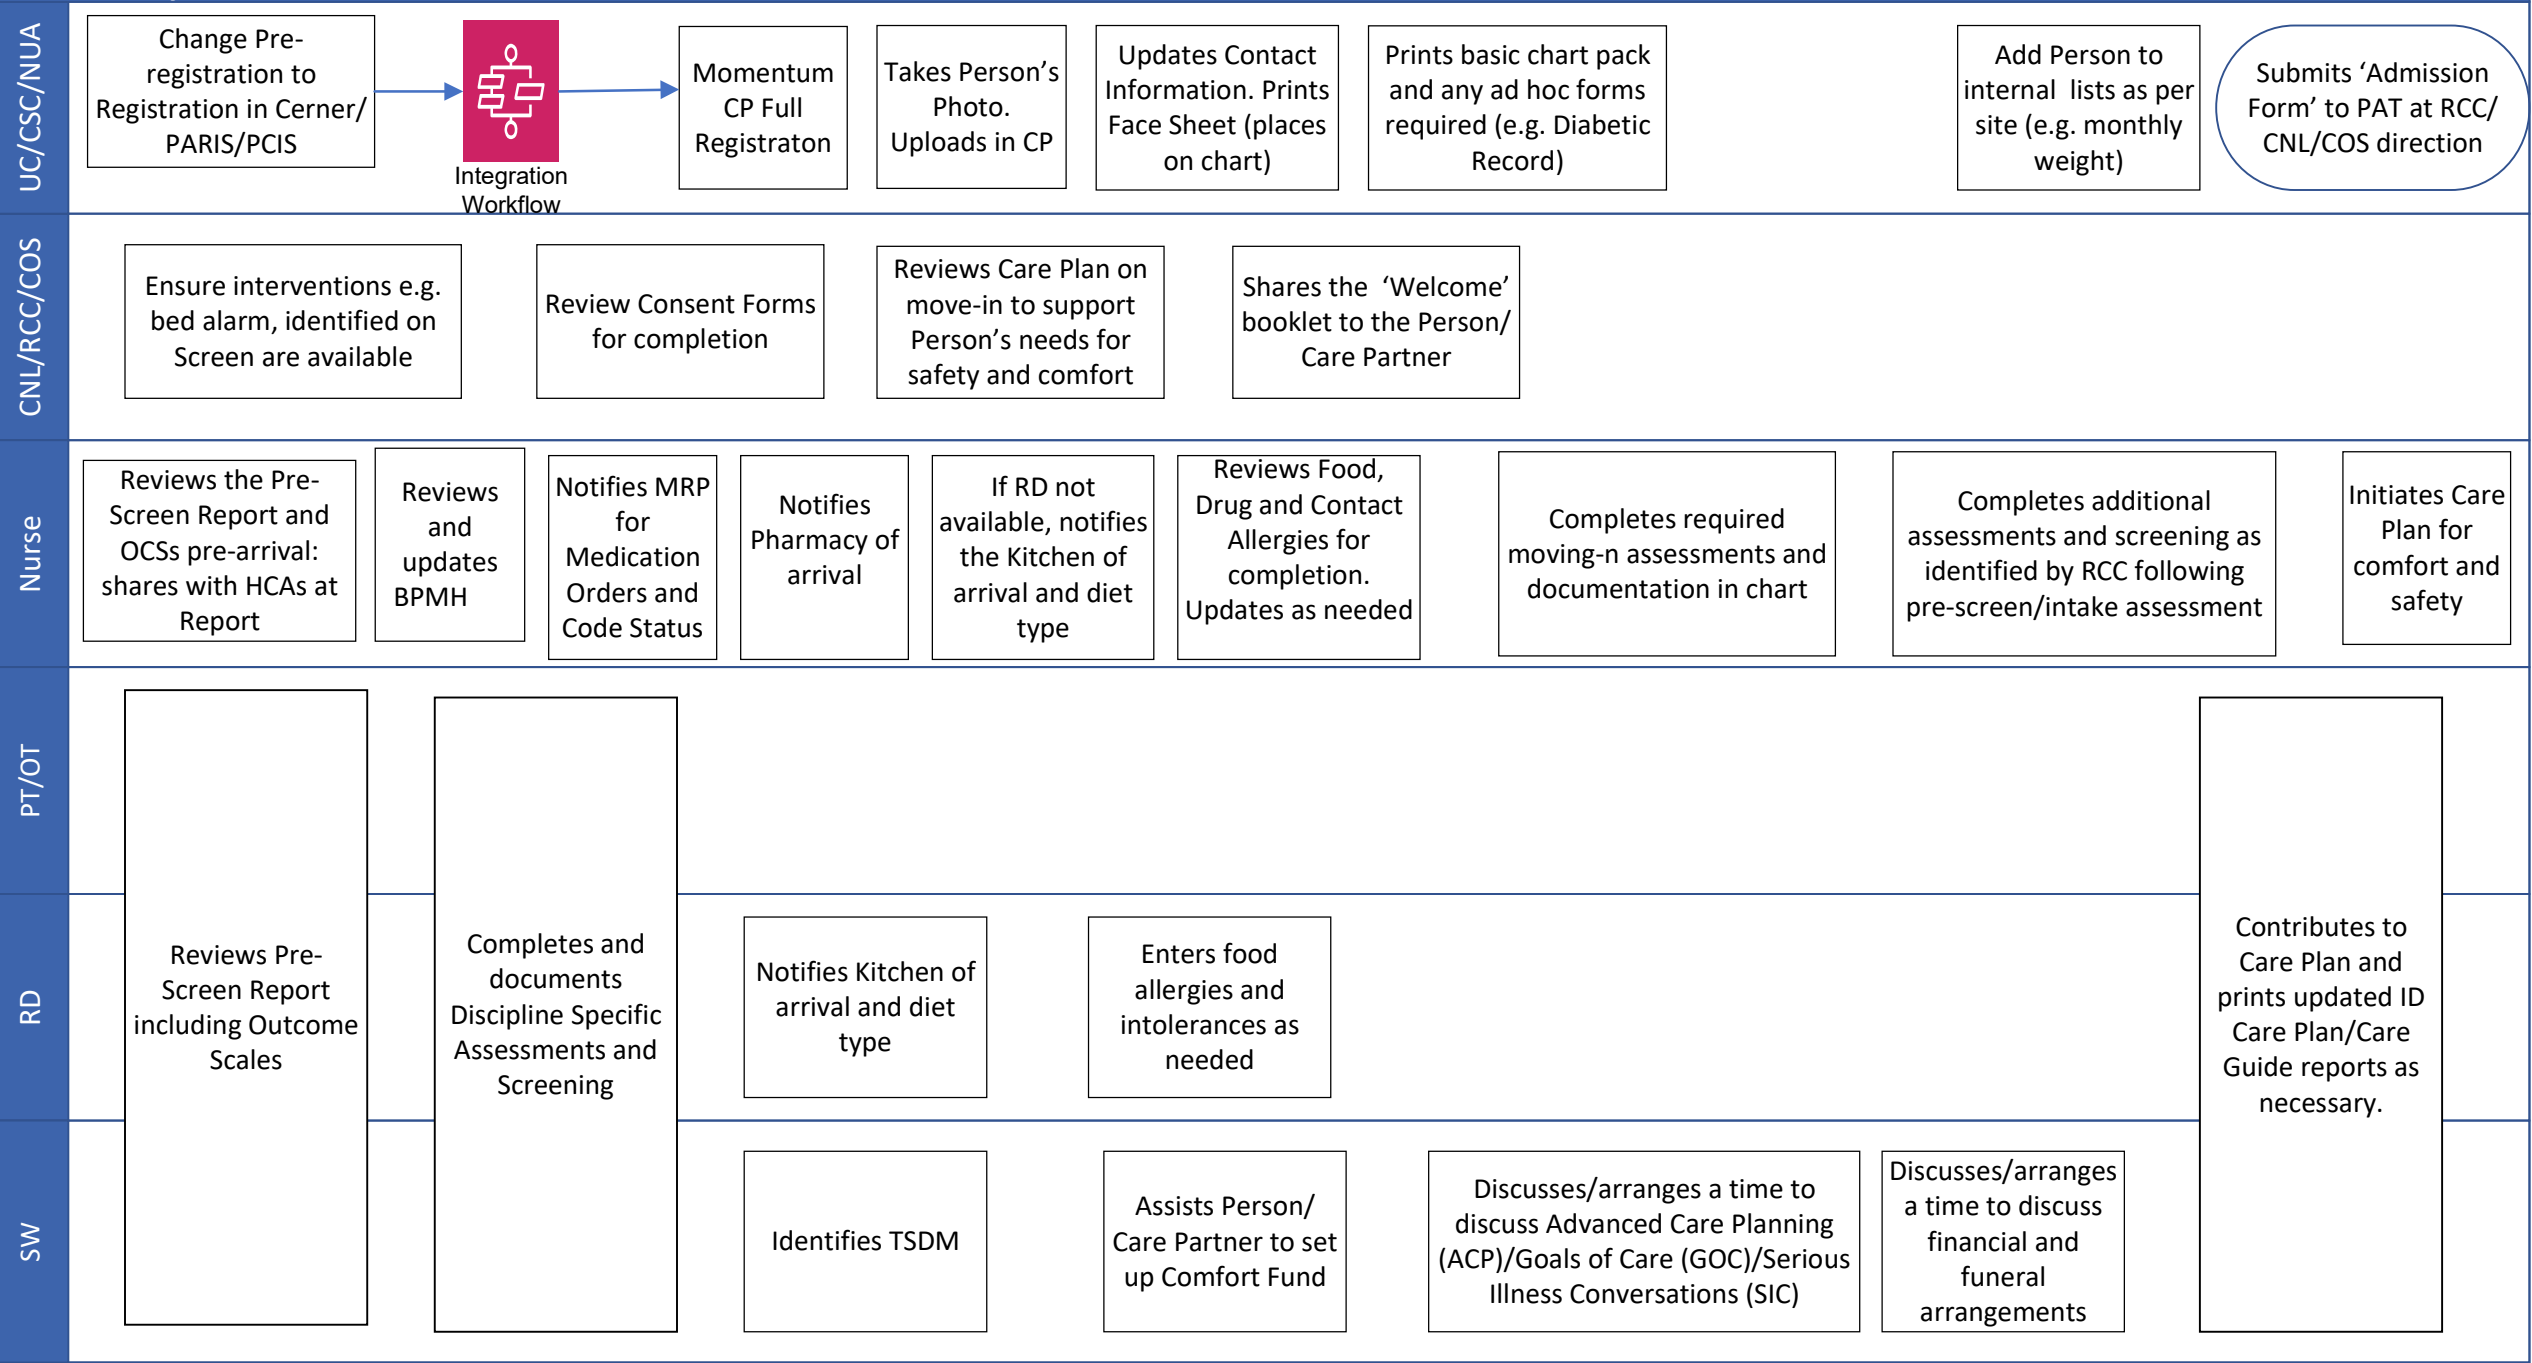 UC/CSC/NUA
Change Pre-
registration to
Registration in Cerner/
PARIS/PCIS
Integration
Workflow
Momentum
CP Full
Registraton
Takes Person’s
Photo.
Uploads in CP
Updates Contact
Information. Prints
Face Sheet (places
on chart)
Prints basic chart pack
and any ad hoc forms
required (e.g. Diabetic
Record)
Add Person to
internal lists as per
site (e.g. monthly
weight)
Submits ‘Admission
Form’ to PAT at RCC/
CNL/COS direction
CNL/RCC/COS
Ensure interventions e.g.
bed alarm, identified on
Screen are available
Review Consent Forms
for completion
Reviews Care Plan on
move-in to support
Person’s needs for
safety and comfort
Shares the ‘Welcome’
booklet to the Person/
Care Partner
Nurse
Reviews the Pre-
Screen Report and
OCSs pre-arrival:
shares with HCAs at
Report
Reviews
and
updates
BPMH
Notifies MRP
for
Medication
Orders and
Code Status
Notifies
Pharmacy of
arrival
If RD not
available, notifies
the Kitchen of
arrival and diet
type
Reviews Food,
Drug and Contact
Allergies for
completion.
Updates as needed
Completes required
moving-n assessments and
documentation in chart
Completes additional
assessments and screening as
identified by RCC following
pre-screen/intake assessment
Initiates Care
Plan for
comfort and
safety
PT/OT
RD
SW
Reviews Pre-
Screen Report
including Outcome
Scales
Completes and
documents
Discipline Specific
Assessments and
Screening
Notifies Kitchen of
arrival and diet
type
Enters food
allergies and
intolerances as
needed
Contributes to
Care Plan and
prints updated ID
Care Plan/Care
Guide reports as
necessary.
Identifies TSDM
Assists Person/
Care Partner to set
up Comfort Fund
Discusses/arranges a time to
discuss Advanced Care Planning
(ACP)/Goals of Care (GOC)/Serious
Illness Conversations (SIC)
Discusses/arranges
a time to discuss
financial and
funeral
arrangements